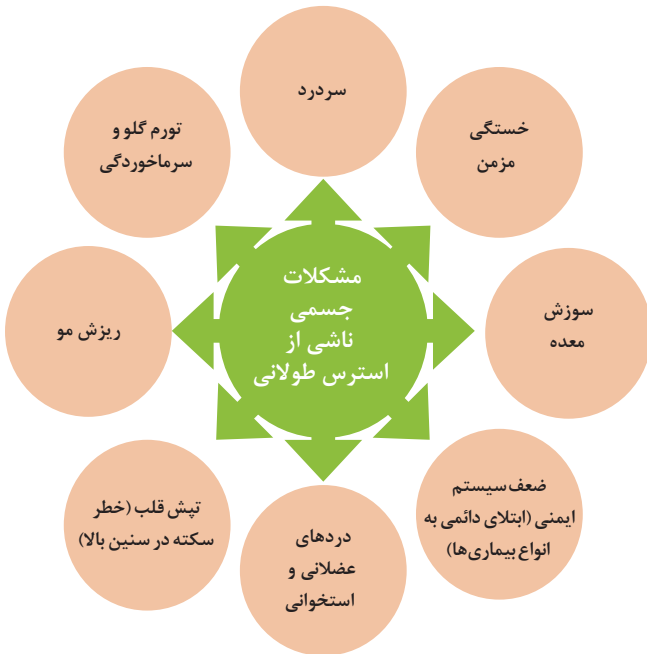 سردرد
خستگی
مزمن
سوزش
معده
ضعف سیستم
ایمنی (ابتلای دائمی به
انواع بیماری‌ها)
دردهای
عضلانی و
استخوانی
تپش قلب (خطر
سکته در سنین بالا)
ریزش مو
تورم گلو و
سرماخوردگی
مشکلات
جسمی
ناشی از
استرس طولانی